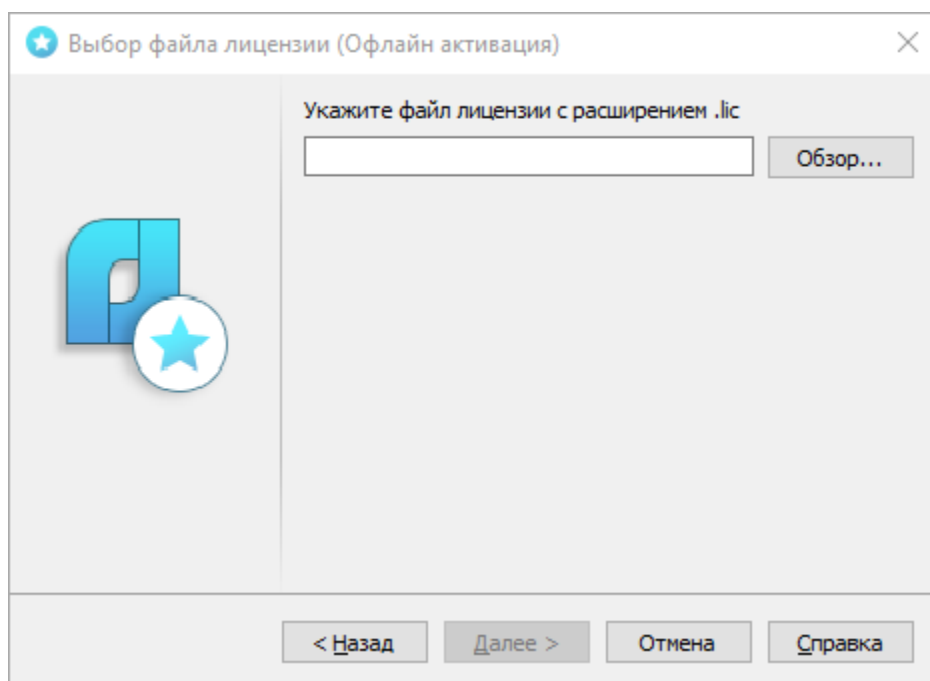 Выбор файла лицензии (Офлайн активация)
Укажите файл лицензии с расширением .lic
Обзор...
< Назад
Далее >
Отмена
Справка